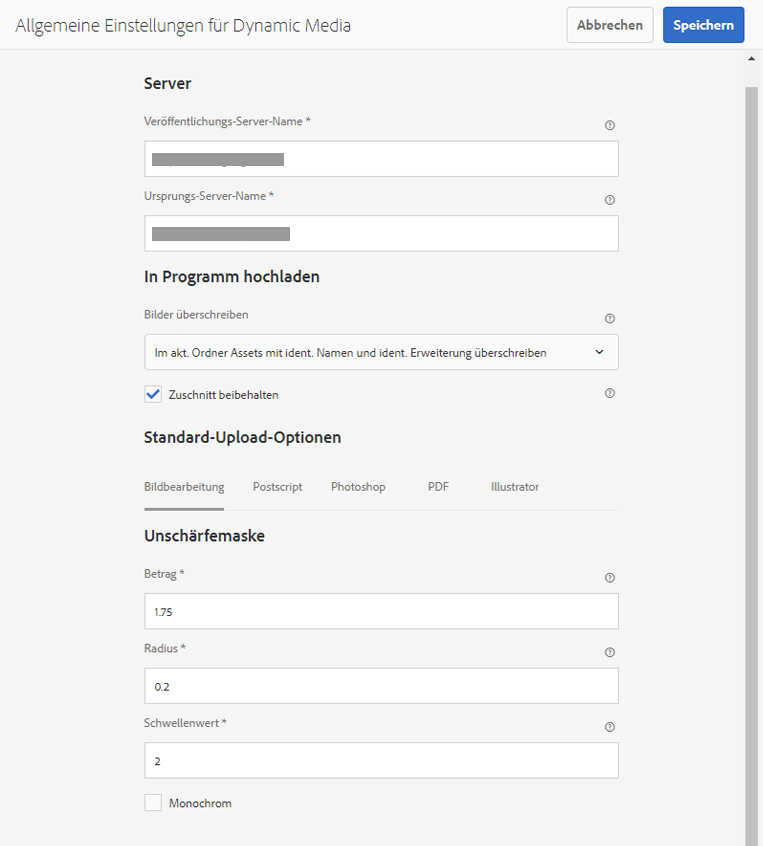 Allgemeine Einstellungen für Dynamic Media
Abbrechen
Speichern
Server
Veröffentlichungs-Server-Name *
Ursprungs-Server-Name *
In Programm hochladen
Bilder überschreiben
Im akt. Ordner Assets mit ident. Namen und ident. Erweiterung überschreiben
Zuschnitt beibehalten
Standard-Upload-Optionen
Bildbearbeitung Postscript Photoshop PDF Illustrator
Unschärfemaske
Betrag *
1.75
Radius *
0.2
Schwellenwert *
2
Monochrom